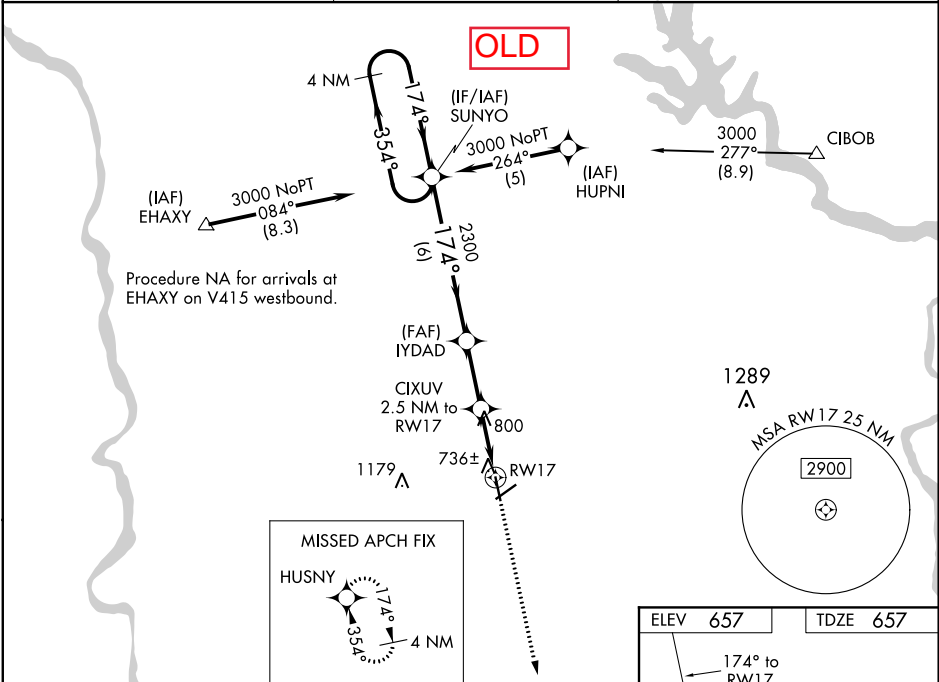 OLD
4 NM
174°
354°
(IF/IAF)
SUNYO
3000 NoPT
264°
(5)
(IAF)
HUPNI
3000
277°
(8.9)
CIBOB
(IAF)
EHAXY
3000 NoPT
084°
(8.3)
Procedure NA for arrivals at
EHAXY on V415 westbound.
2300
174°
(6)
(FAF)
IYDAD
CIXUV
2.5 NM to
RW17
800
736±
RW17
1179
1289
MSA RW17 25 NM
2900
MISSED APCH FIX
HUSNY
174°
354°
4 NM
ELEV 657
TDZE 657
174° to
RW17